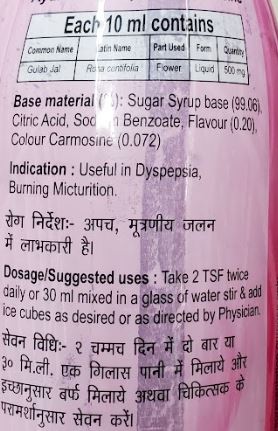 Each 10 ml contains
Common Name Latin Name Part Used Form Quantity
Gulab Jal Rosa centifolia Flower Liquid 500 mg
Base material (%): Sugar Syrup base (99.06),
Citric Acid, Sodium Benzoate, Flavour (0.20),
Colour Carmosine (0.072)
Indication : Useful in Dyspepsia,
Burning Micturition.
रोग निर्देशः- अपच, मूत्रणीय जलन
में लाभकारी है।
Dosage/Suggested uses : Take 2 TSF twice
daily or 30 ml mixed in a glass of water stir & add
ice cubes as desired or as directed by Physician.
सेवन विधिः- २ चम्मच दिन में दो बार या
३० मि.ली. एक गिलास पानी में मिलाये और
इच्छानुसार बर्फ मिलाये अथवा चिकित्सक के
परामर्शानुसार सेवन करें।